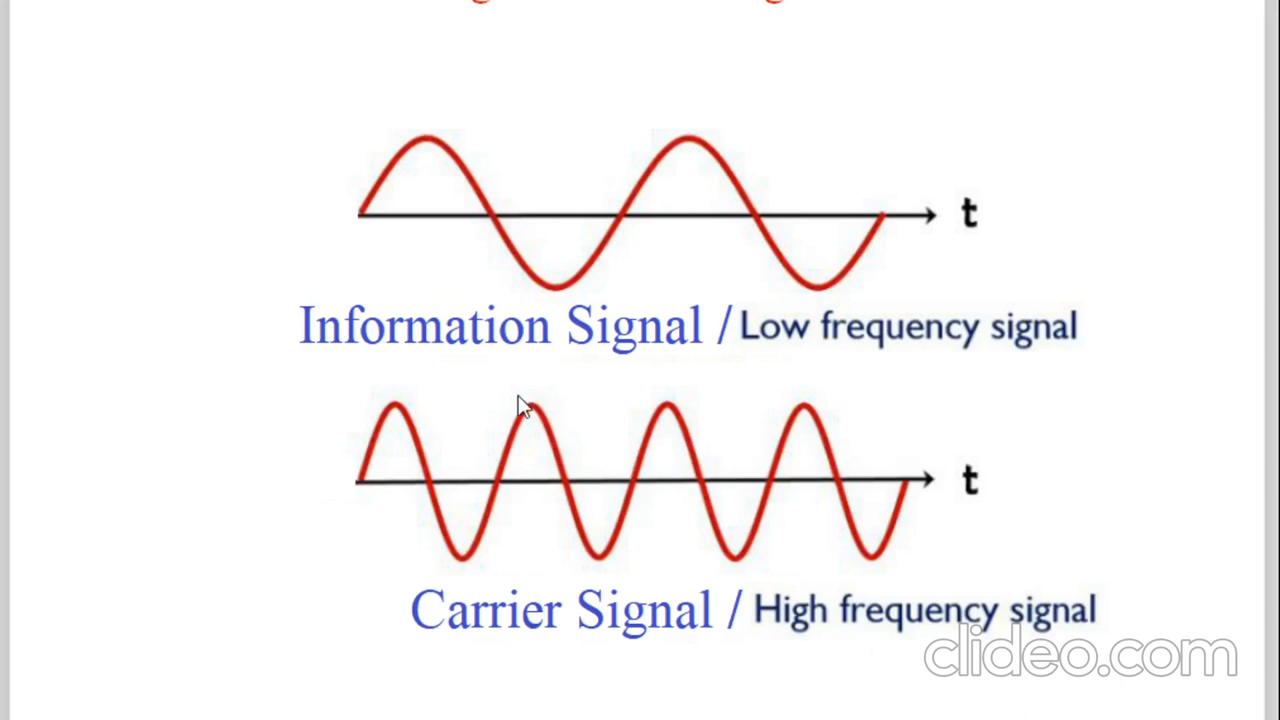 t
Information Signal / Low frequency signal
t
Carrier Signal / High frequency signal
clideo.com